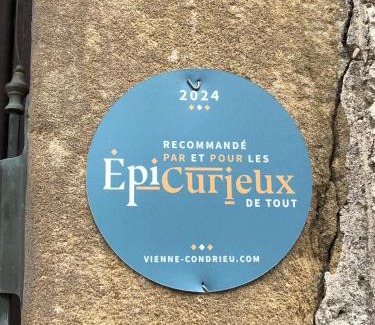 2024
RECOMMANDÉ
PAR ET POUR LES
Épicurieux
DE TOUT
VIENNE-CONDRIEU.COM